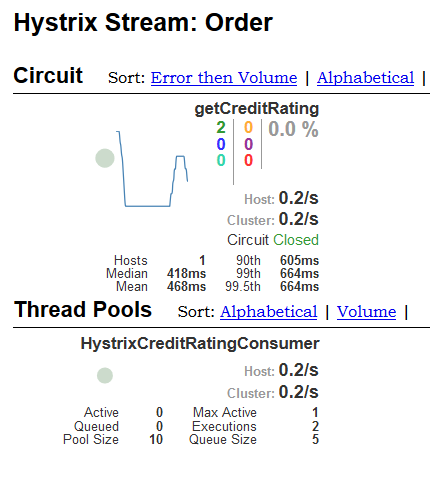 Hystrix Stream: Order
Circuit Sort: Error then Volume | Alphabetical |
getCreditRating
2 0 0.0 %
0 0
0 0
Host: 0.2/s
Cluster: 0.2/s
Circuit Closed
Hosts 1 90th 605ms
Median 418ms 99th 664ms
Mean 468ms 99.5th 664ms
Thread Pools Sort: Alphabetical | Volume |
HystrixCreditRatingConsumer
Host: 0.2/s
Cluster: 0.2/s
Active 0 Max Active 1
Queued 0 Executions 2
Pool Size 10 Queue Size 5